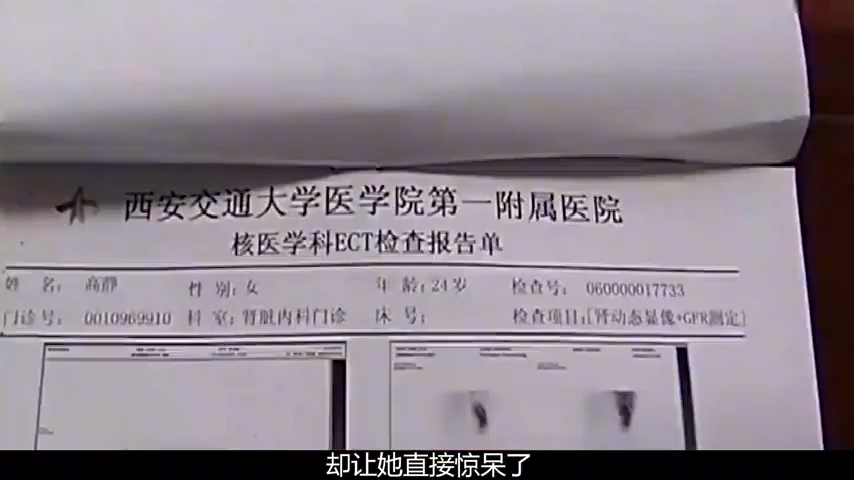 西安交通大学医学院第一附属医院
核医学科ECT检查报告单
姓 名: 高静 性 别: 女 年 龄: 24岁 检查号: 060000017733
门诊号: 0010969910 科 室: 肾脏内科门诊 床 号: 检查项目:[肾动态显像+GFR测定]
却让她直接惊呆了